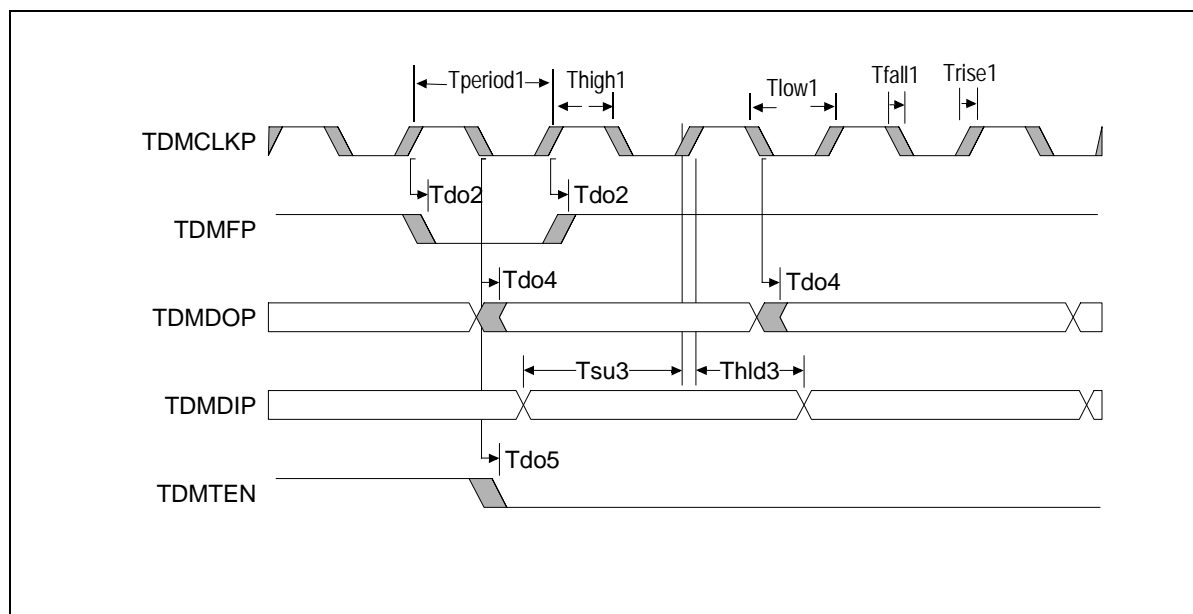 Tperiod1 Thigh1 Tlow1 Tfall1 Trise1
TDMCLKP
Tdo2 Tdo2
TDMFP
Tdo4 Tdo4
TDMDOP
Tsu3 Thld3
TDMDIP
Tdo5
TDMTEN